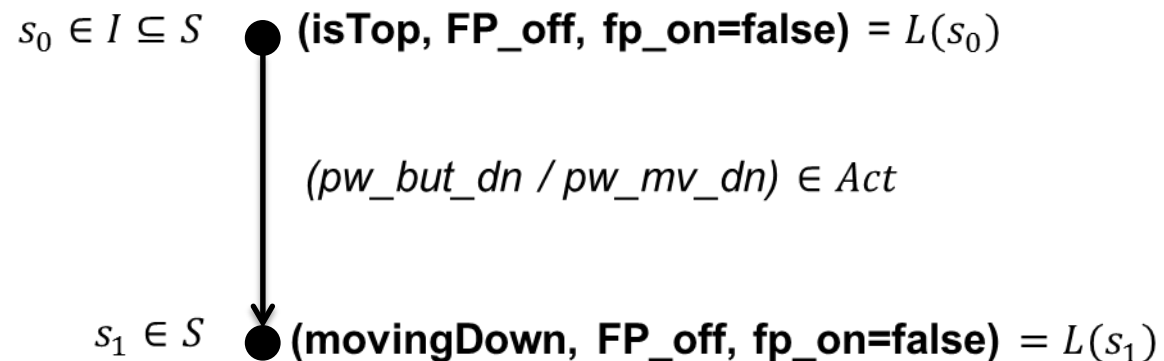 s₀ ∈ I ⊆ S (isTop, FP_off, fp_on=false) = L(s₀)
(pw_but_dn / pw_mv_dn) ∈ Act
s₁ ∈ S (movingDown, FP_off, fp_on=false) = L(s₁)